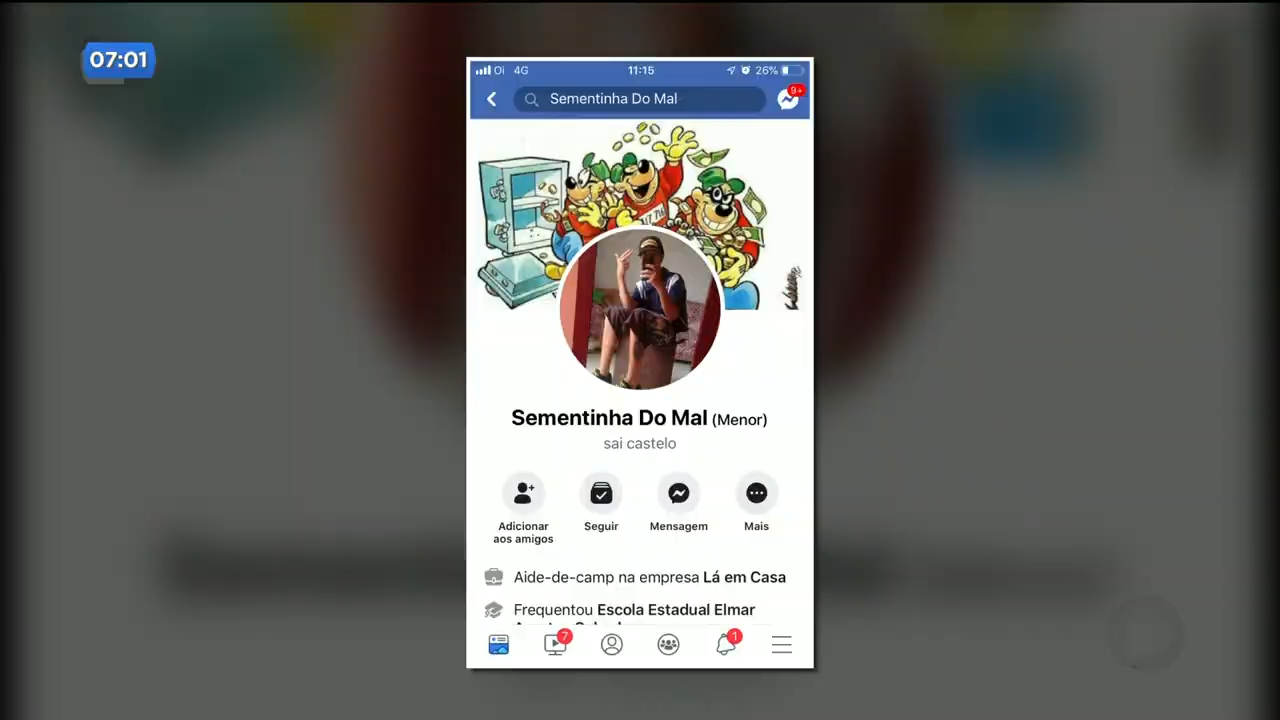 07:01
Oi 4G 11:15 26%
Sementinha Do Mal
9+
Sementinha Do Mal (Menor)
sai castelo
Adicionar aos amigos
Seguir
Mensagem
Mais
Aide-de-camp na empresa Lá em Casa
Frequentou Escola Estadual Elmar
7
1